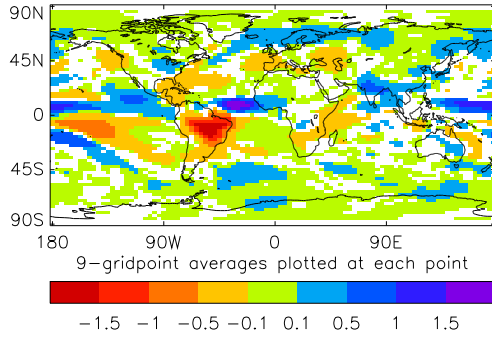 90N
45N
0
45S
90S
180 90W 0 90E
9-gridpoint averages plotted at each point
-1.5 -1 -0.5 -0.1 0.1 0.5 1 1.5